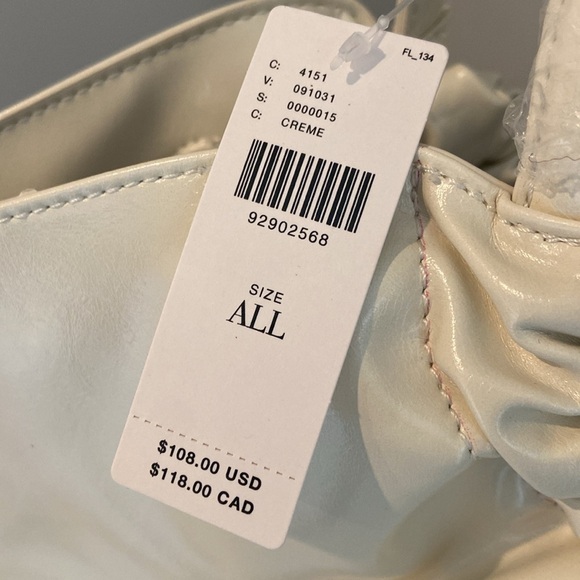 FL_134
C: 4151
V: 091031
S: 0000015
C: CREME
92902568
SIZE
ALL
$108.00 USD
$118.00 CAD